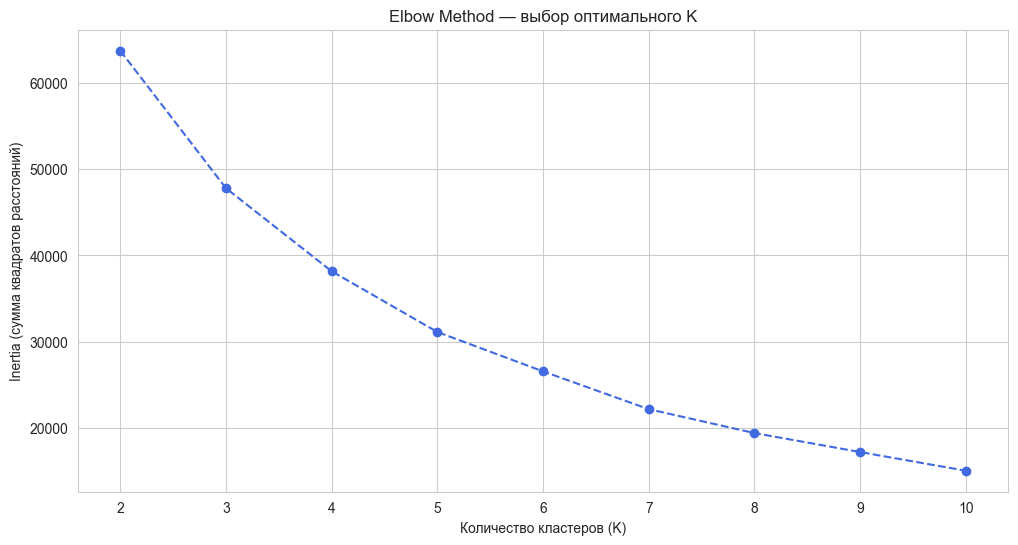 Elbow Method — выбор оптимального K
Inertia (сумма квадратов расстояний)
60000
50000
40000
30000
20000
2 3 4 5 6 7 8 9 10
Количество кластеров (K)